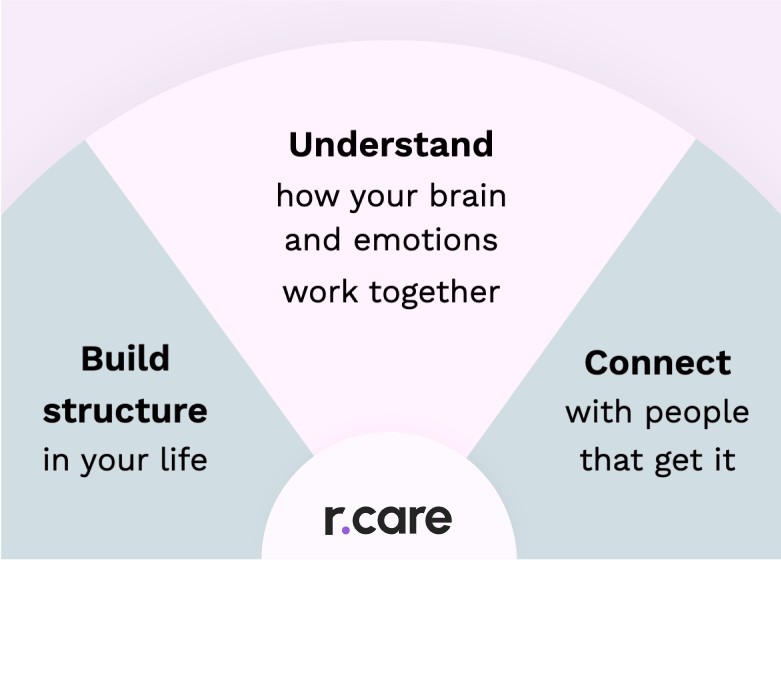 Understand
how your brain
and emotions
work together
Build
structure
in your life
Connect
with people
that get it
r.care